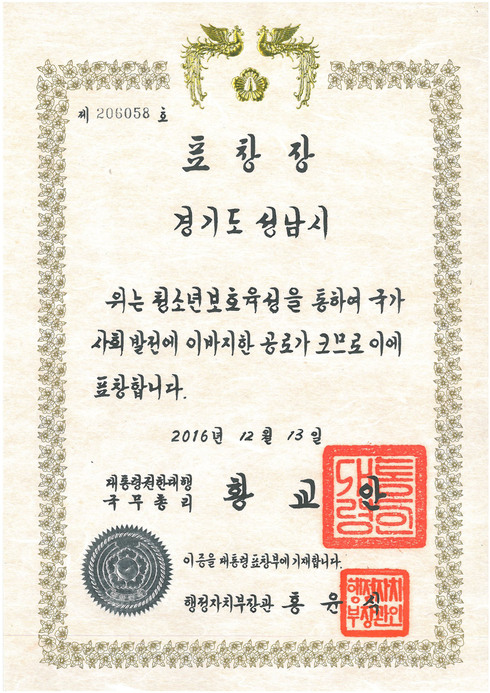 제 206058 호
표창장
경기도 성남시
위는 청소년보호육성을 통하여 국가
사회 발전에 이바지한 공로가 크므로 이에
표창합니다.
2016년 12월 13일
대통령권한대행
국무총리 황교안
대통령의
이 증을 대통령표창부에 기재합니다.
행정자치부장관 홍윤식
행정자치
부장관인